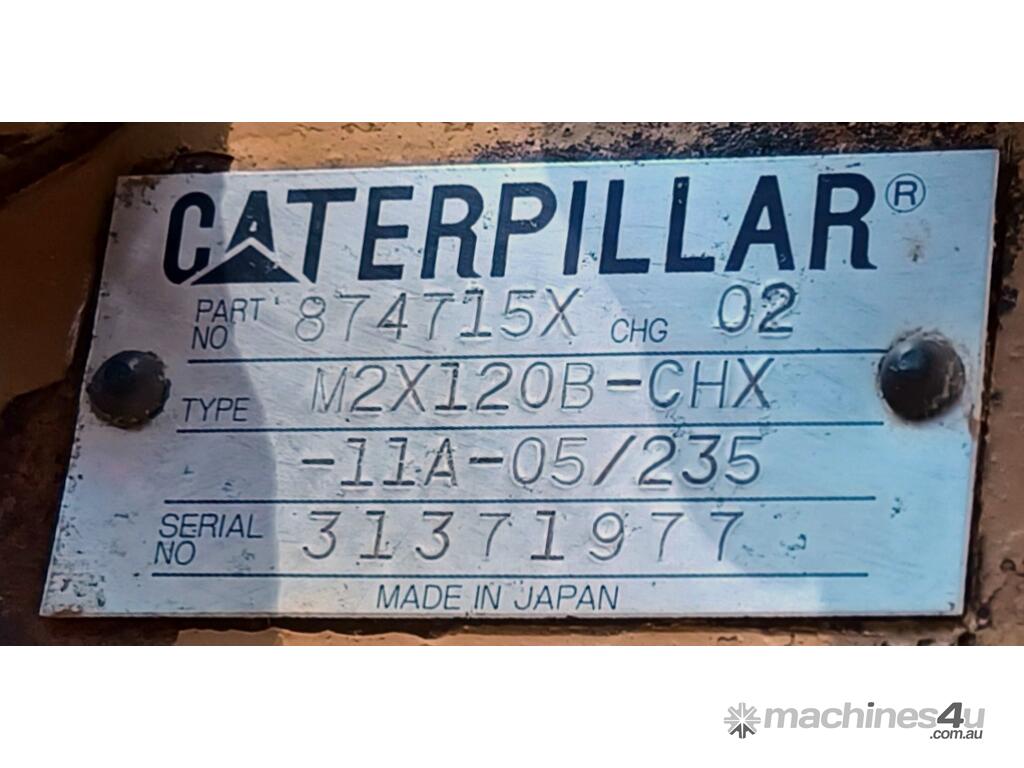 CATERPILLAR®
PART NO 874715X CHG 02
TYPE M2X120B-CHX
-11A-05/235
SERIAL NO 31371977
MADE IN JAPAN
machines4u
.com.au